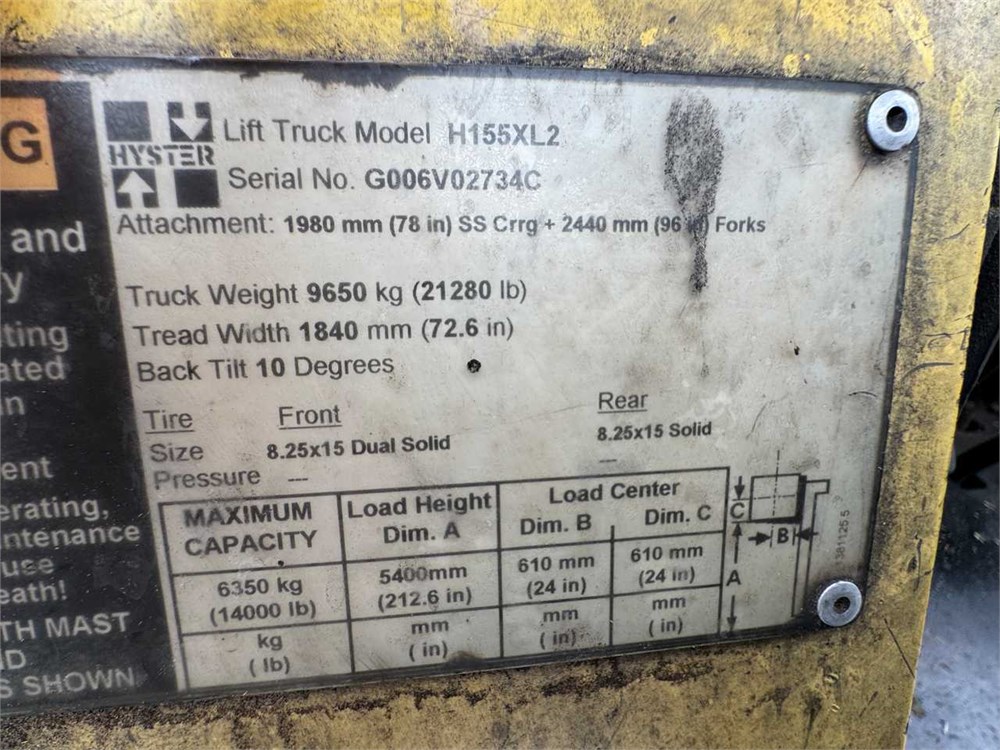 G
and
y
ting
ated
n
ent
erating,
ntenance
use
eath!
TH MAST
D
S SHOWN
HYSTER
Lift Truck Model H155XL2
Serial No. G006V02734C
Attachment: 1980 mm (78 in) SS Crrg + 2440 mm (96 in) Forks
Truck Weight 9650 kg (21280 lb)
Tread Width 1840 mm (72.6 in)
Back Tilt 10 Degrees
Tire Front Rear
Size 8.25x15 Dual Solid 8.25x15 Solid
Pressure --- ---
MAXIMUM CAPACITY Load Height Dim. A Load Center Dim. B Dim. C
6350 kg 5400mm 610 mm 610 mm
(14000 lb) (212.6 in) (24 in) (24 in)
kg mm mm mm
( lb) ( in) ( in) ( in)
C
B
A